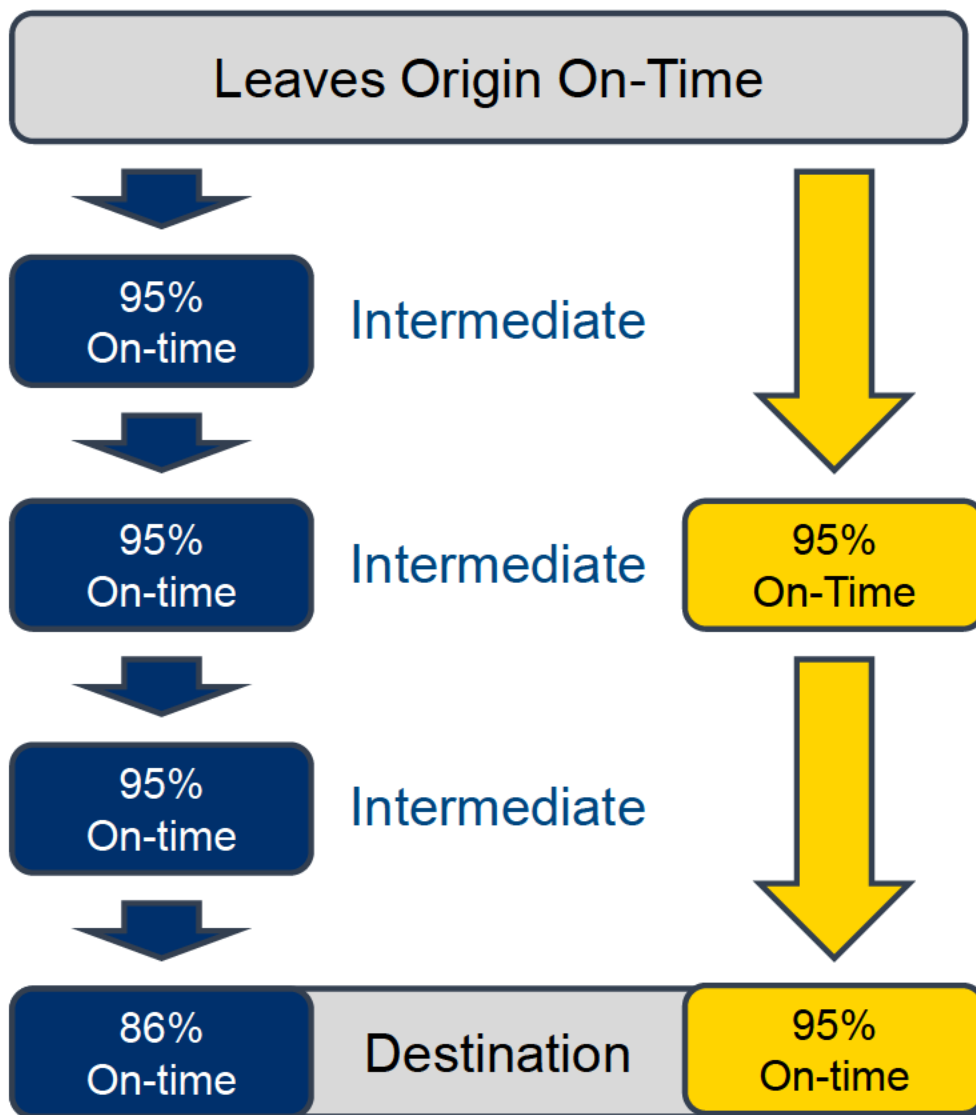 Leaves Origin On-Time
95%
On-time
Intermediate
95%
On-time
Intermediate
95%
On-Time
95%
On-time
Intermediate
86%
On-time
Destination
95%
On-time